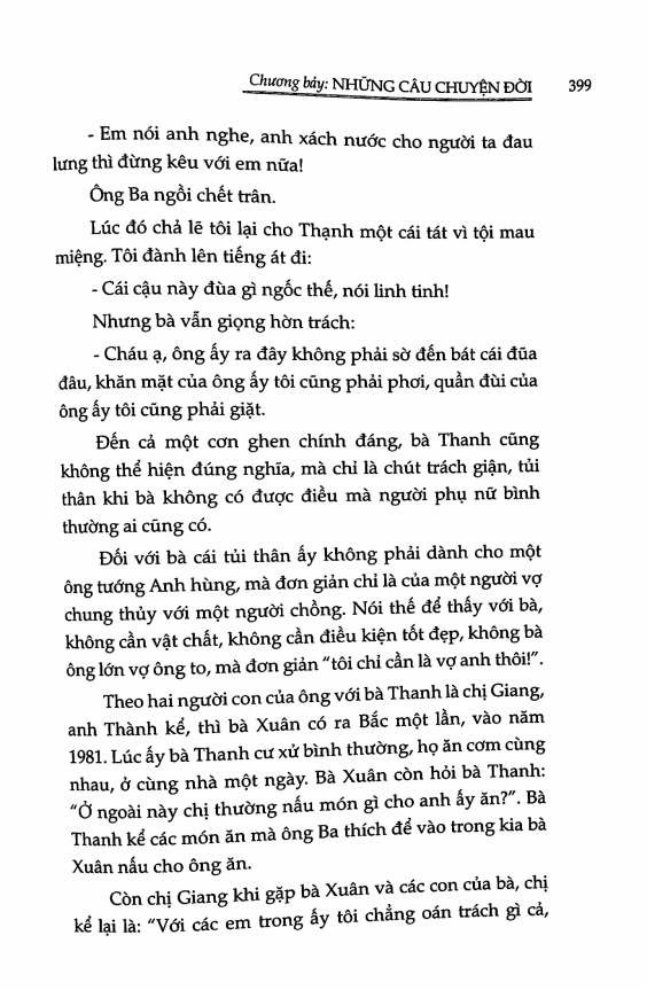 Chương bảy: NHỮNG CÂU CHUYỆN ĐỜI 399
- Em nói anh nghe, anh xách nước cho người ta đau
lưng thì đừng kêu với em nữa!
Ông Ba ngồi chết trân.
Lúc đó chả lẽ tôi lại cho Thạnh một cái tát vì tội mau
miệng. Tôi đành lên tiếng át đi:
- Cái cậu này đùa gì ngốc thế, nói linh tinh!
Nhưng bà vẫn giọng hờn trách:
- Cháu ạ, ông ấy ra đây không phải sờ đến bát cái đũa
đâu, khăn mặt của ông ấy tôi cũng phải phơi, quần đùi của
ông ấy tôi cũng phải giặt.
Đến cả một cơn ghen chính đáng, bà Thanh cũng
không thể hiện đúng nghĩa, mà chỉ là chút trách giận, tủi
thân khi bà không có được điều mà người phụ nữ bình
thường ai cũng có.
Đối với bà cái tủi thân ấy không phải dành cho một
ông tướng Anh hùng, mà đơn giản chỉ là của một người vợ
chung thủy với một người chồng. Nói thế để thấy với bà,
không cần vật chất, không cần điều kiện tốt đẹp, không bà
ông lớn vợ ông to, mà đơn giản “tôi chỉ cần là vợ anh thôi!”.
Theo hai người con của ông với bà Thanh là chị Giang,
anh Thành kể, thì bà Xuân có ra Bắc một lần, vào năm
1981. Lúc ấy bà Thanh cư xử bình thường, họ ăn cơm cùng
nhau, ở cùng nhà một ngày. Bà Xuân còn hỏi bà Thanh:
“Ở ngoài này chị thường nấu món gì cho anh ấy ăn?”. Bà
Thanh kể các món ăn mà ông Ba thích để vào trong kia bà
Xuân nấu cho ông ăn.
Còn chị Giang khi gặp bà Xuân và các con của bà, chị
kể lại là: “Với các em trong ấy tôi chẳng oán trách gì cả,